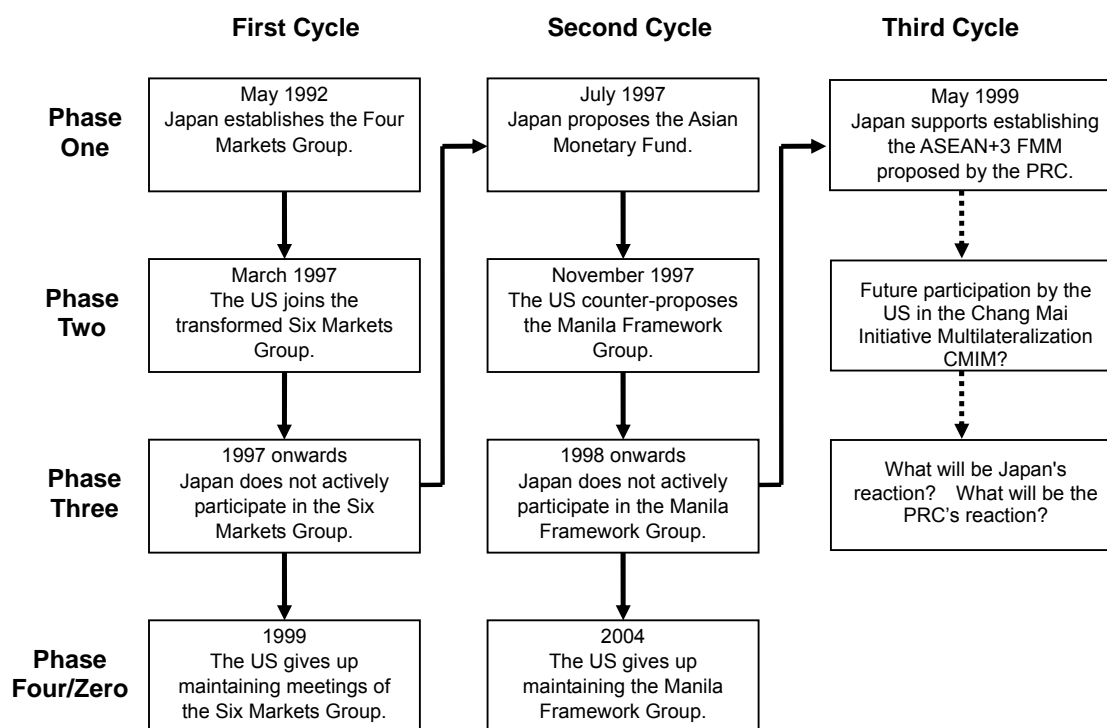 First Cycle
Second Cycle
Third Cycle
Phase
One
May 1992
Japan establishes the Four
Markets Group.
July 1997
Japan proposes the Asian
Monetary Fund.
May 1999
Japan supports establishing
the ASEAN+3 FMM
proposed by the PRC.
Phase
Two
March 1997
The US joins the
transformed Six Markets
Group.
November 1997
The US counter-proposes
the Manila Framework
Group.
Future participation by the
US in the Chang Mai
Initiative Multilateralization
CMIM?
Phase
Three
1997 onwards
Japan does not actively
participate in the Six
Markets Group.
1998 onwards
Japan does not actively
participate in the Manila
Framework Group.
What will be Japan's
reaction? What will be the
PRC's reaction?
Phase
Four/Zero
1999
The US gives up
maintaining meetings of
the Six Markets Group.
2004
The US gives up
maintaining the Manila
Framework Group.